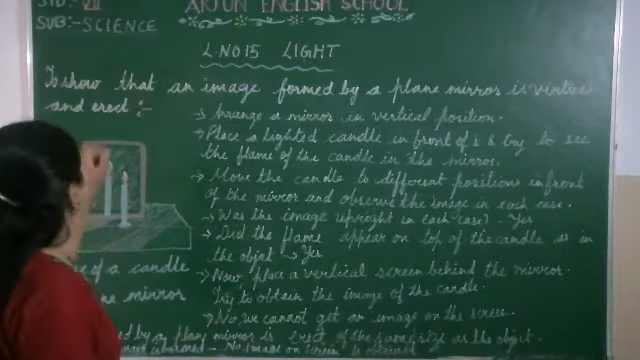 STD:- VII
ARJUN ENGLISH SCHOOL
SUB:- SCIENCE
L-NO 15 LIGHT
To show that an image formed by a plane mirror is virtual
and erect :-
→ Arrange a mirror in vertical position.
→ Place a lighted candle in front of it & try to see
the flame of the candle in the mirror.
→ Move the candle to different positions infront
of the mirror and observe the image in each case.
→ Was the image upright in each case? - Yes
→ Did the flame appear on top of the candle as in
the object → Yes
→ Now, place a vertical screen behind the mirror.
Try to obtain the image of the candle.
→ No, we cannot get an image on the screen.
of a candle
mirror
by a plane mirror is erect of the same size as the object.
No image on screen is obtained